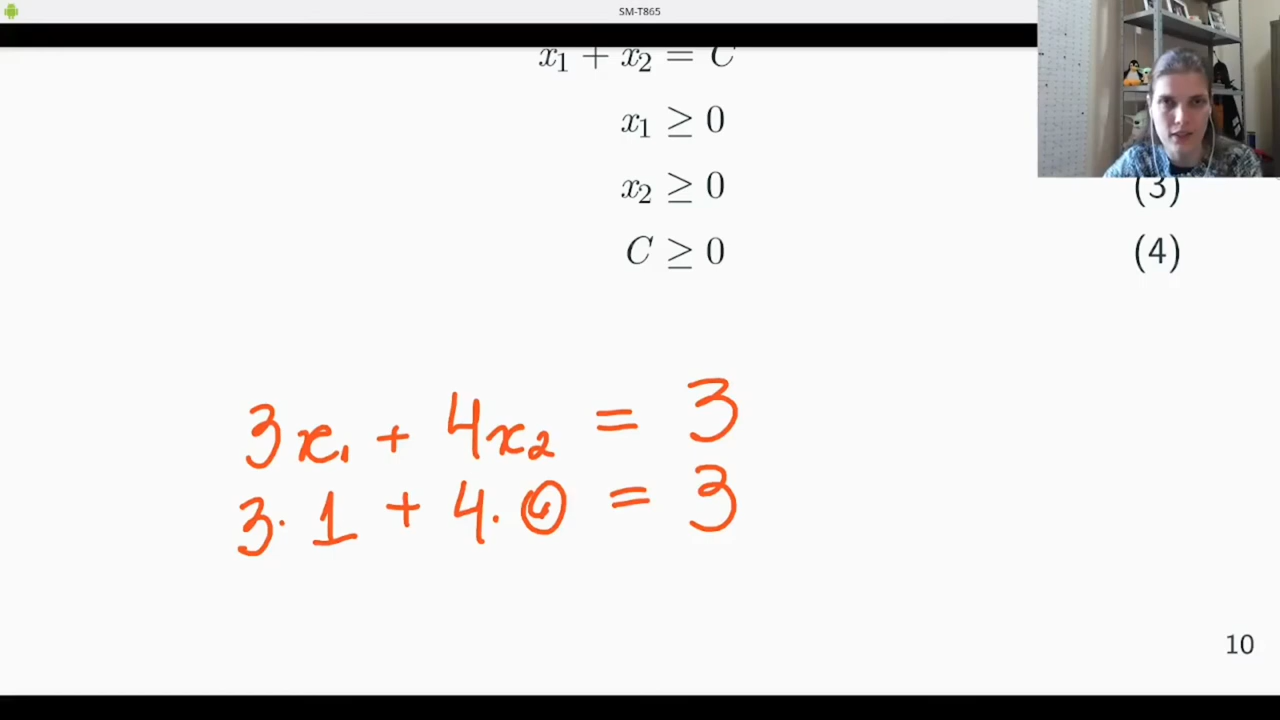 SM-T865
x₁ + x₂ = C
x₁ ≥ 0
x₂ ≥ 0 (3)
C ≥ 0 (4)
3x₁ + 4x₂ = 3
3·1 + 4·0 = 3
10